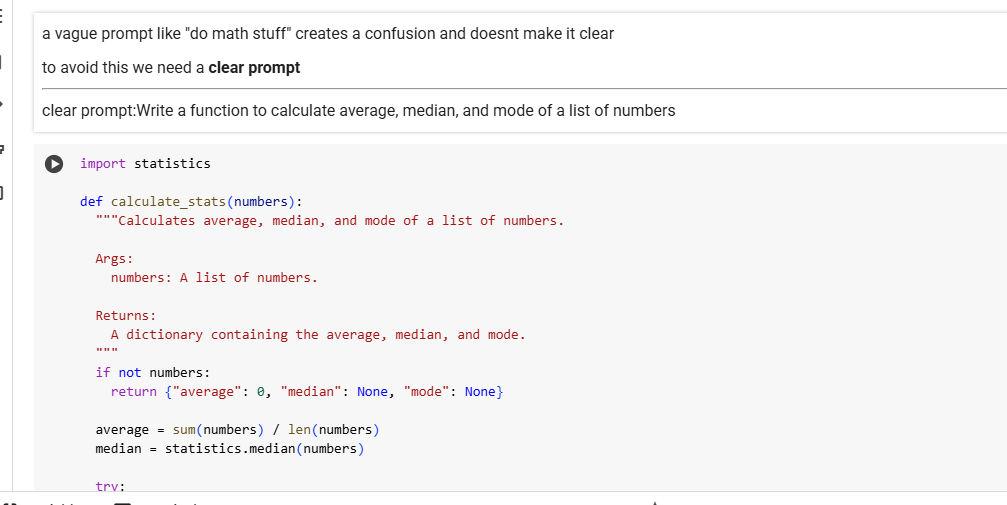 a vague prompt like "do math stuff" creates a confusion and doesnt make it clear
to avoid this we need a clear prompt
clear prompt:Write a function to calculate average, median, and mode of a list of numbers
import statistics
def calculate_stats(numbers):
"""Calculates average, median, and mode of a list of numbers.
Args:
numbers: A list of numbers.
Returns:
A dictionary containing the average, median, and mode.
"""
if not numbers:
return {"average": 0, "median": None, "mode": None}
average = sum(numbers) / len(numbers)
median = statistics.median(numbers)
try: